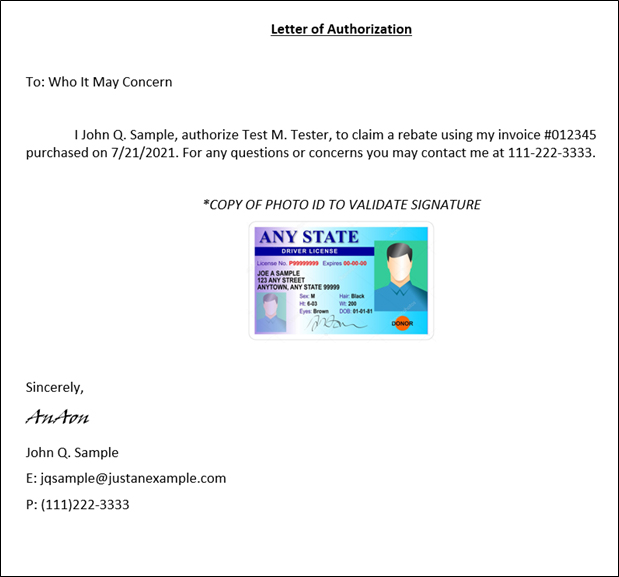 Letter of Authorization
To: Who It May Concern
I John Q. Sample, authorize Test M. Tester, to claim a rebate using my invoice #012345
purchased on 7/21/2021. For any questions or concerns you may contact me at 111-222-3333.
*COPY OF PHOTO ID TO VALIDATE SIGNATURE
ANY STATE
DRIVER LICENSE
License No. P99999999 Expires 00-00-00
JOE A SAMPLE
123 ANY STREET
ANYTOWN, ANY STATE 99999
Sex: M Hair: Black
Ht: 6-03 Wt: 200
Eyes: Brown DOB: 01-01-81
DONOR
Sincerely,
AnAon
John Q. Sample
E: jqsample@justanexample.com
P: (111)222-3333